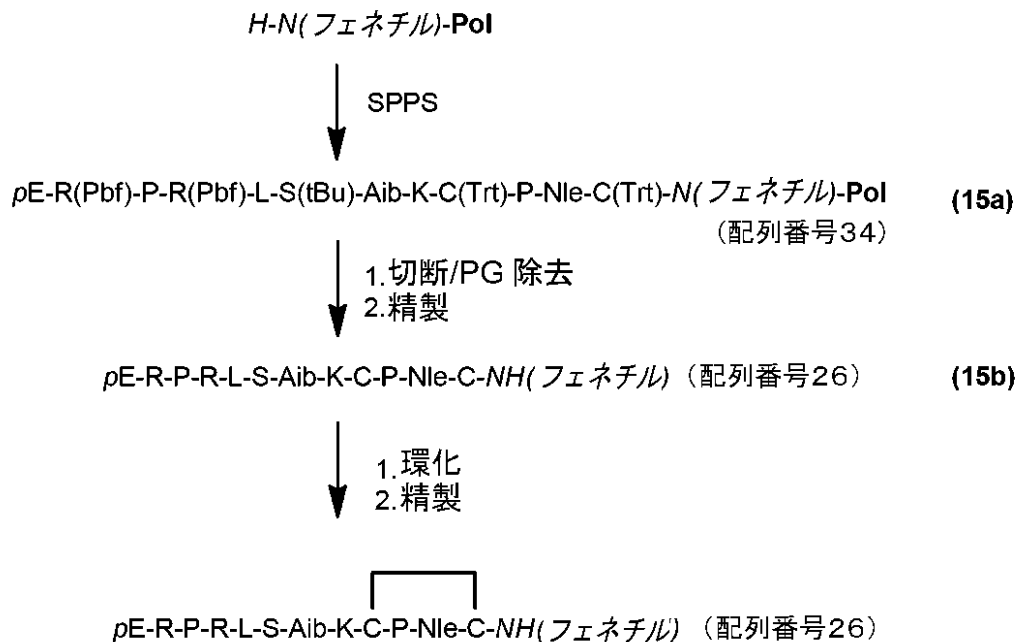 H-N(フェネチル)-Pol
SPPS
pE-R(Pbf)-P-R(Pbf)-L-S(tBu)-Aib-K-C(Trt)-P-Nle-C(Trt)-N(フェネチル)-Pol (15a)
(配列番号34)
1.切断/PG 除去
2.精製
pE-R-P-R-L-S-Aib-K-C-P-Nle-C-NH(フェネチル) (配列番号26) (15b)
1.環化
2.精製
pE-R-P-R-L-S-Aib-K-C-P-Nle-C-NH(フェネチル) (配列番号26)